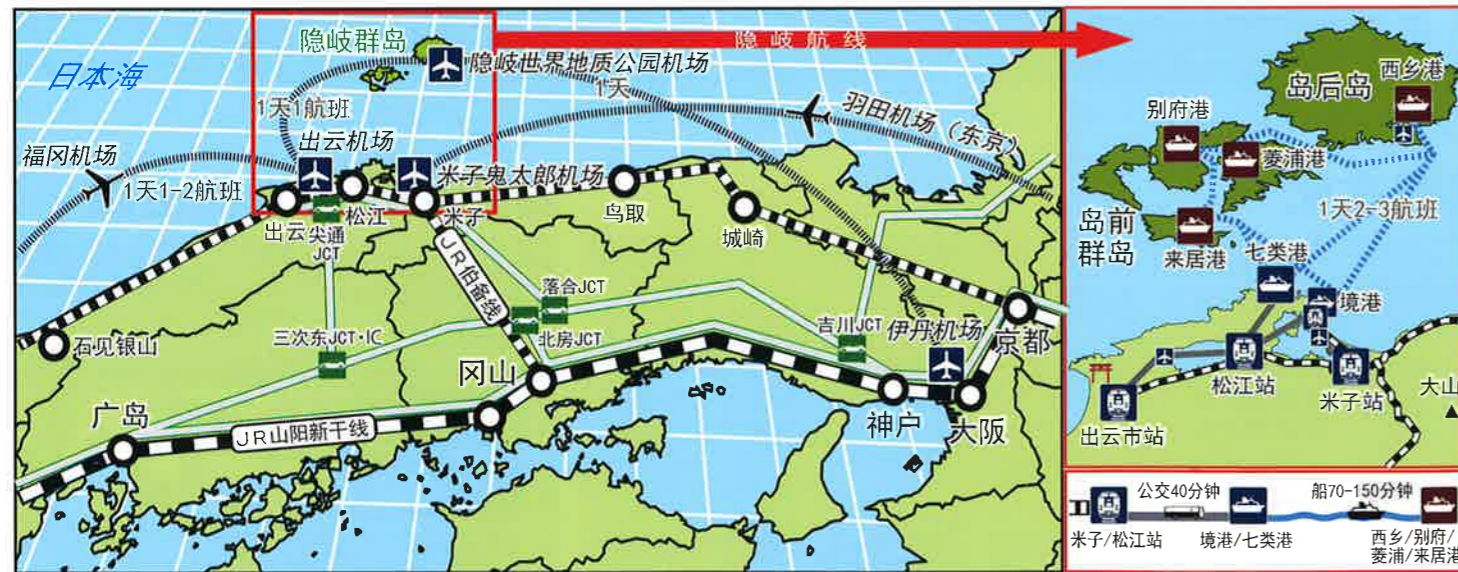 隐岐群岛
隐岐航线
日本海
隐岐世界地质公园机场
1天1航班
1天
羽田机场（东京）
出云机场
福冈机场
1天1-2航班
米子鬼太郎机场
出云
松江
米子
鸟取
城崎
尖通
JCT
JR伯备线
落合JCT
石见银山
三次东JCT·IC
北房JCT
吉川JCT
伊丹机场
京都
冈山
广岛
JR山阳新干线
神户
大阪
西乡港
岛后岛
别府港
菱浦港
1天2-3航班
岛前
群岛
来居港
七类港
境港
松江站
米子站
大山
出云市站
公交40分钟
船70-150分钟
米子/松江站
境港/七类港
西乡/别府/
菱浦/来居港